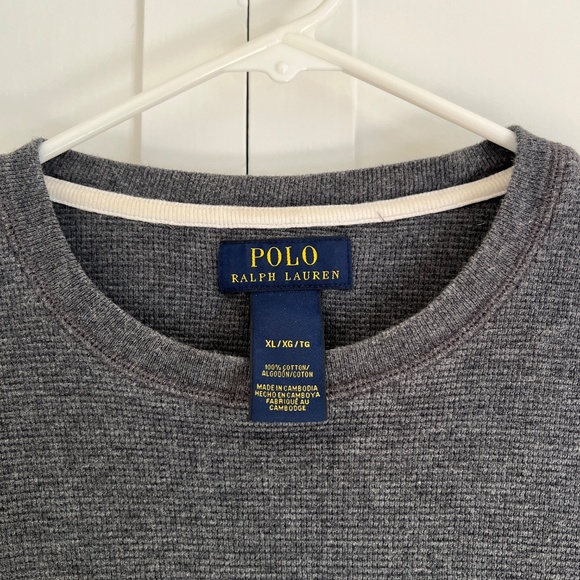 POLO
RALPH LAUREN
XL/XG/TG
100% COTTON/
ALGODÓN/COTON
MADE IN CAMBODIA
HECHO EN CAMBOYA
FABRIQUÉ AU
CAMBODGE